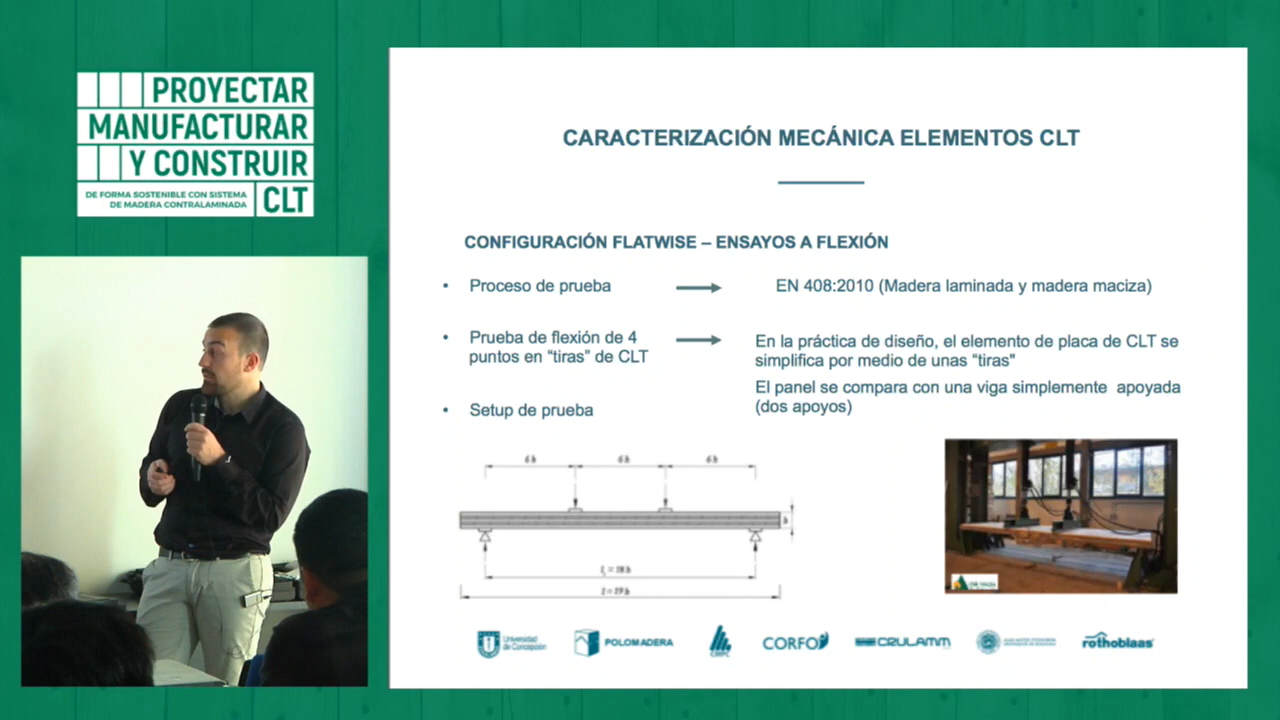 PROYECTAR
MANUFACTURAR
Y CONSTRUIR
DE FORMA SOSTENIBLE CON SISTEMA
DE MADERA CONTRALAMINADA
CLT
CARACTERIZACIÓN MECÁNICA ELEMENTOS CLT
CONFIGURACIÓN FLATWISE – ENSAYOS A FLEXIÓN
• Proceso de prueba
EN 408:2010 (Madera laminada y madera maciza)
• Prueba de flexión de 4
puntos en “tiras” de CLT
En la práctica de diseño, el elemento de placa de CLT se
simplifica por medio de unas “tiras"
El panel se compara con una viga simplemente apoyada
(dos apoyos)
• Setup de prueba
6 h 6 h 6 h
h
Universidad
de Concepción
POLOMADERA
CMPC
CORFO
CRULAMM
rothoblaas